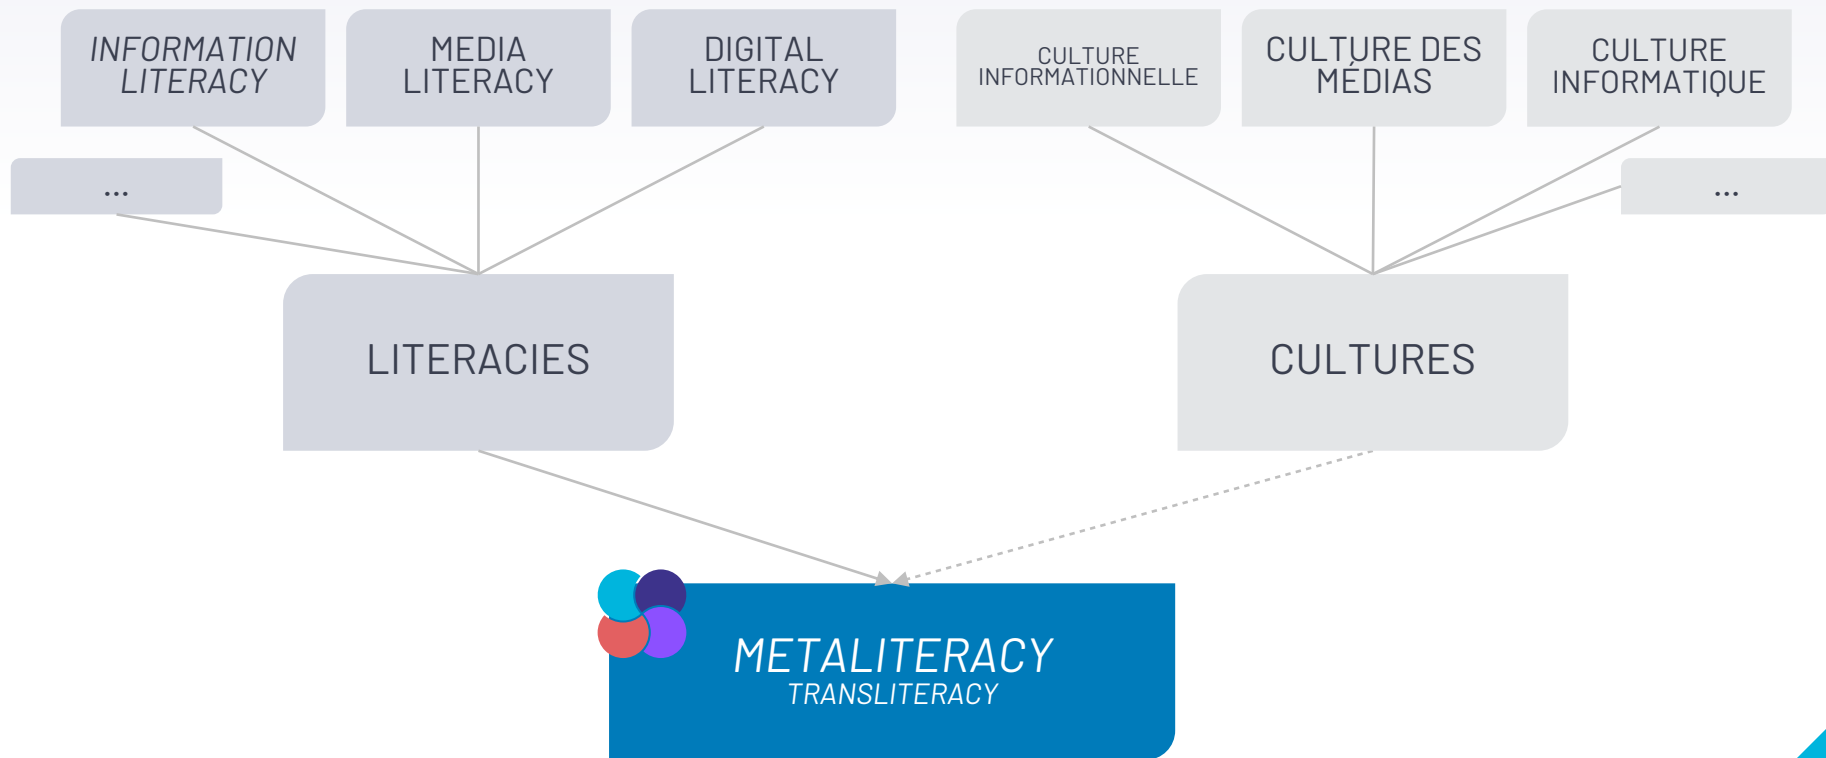 INFORMATION
LITERACY
MEDIA
LITERACY
DIGITAL
LITERACY
CULTURE
INFORMATIONNELLE
CULTURE DES
MÉDIAS
CULTURE
INFORMATIQUE
...
...
LITERACIES
CULTURES
METALITERACY
TRANSLITERACY